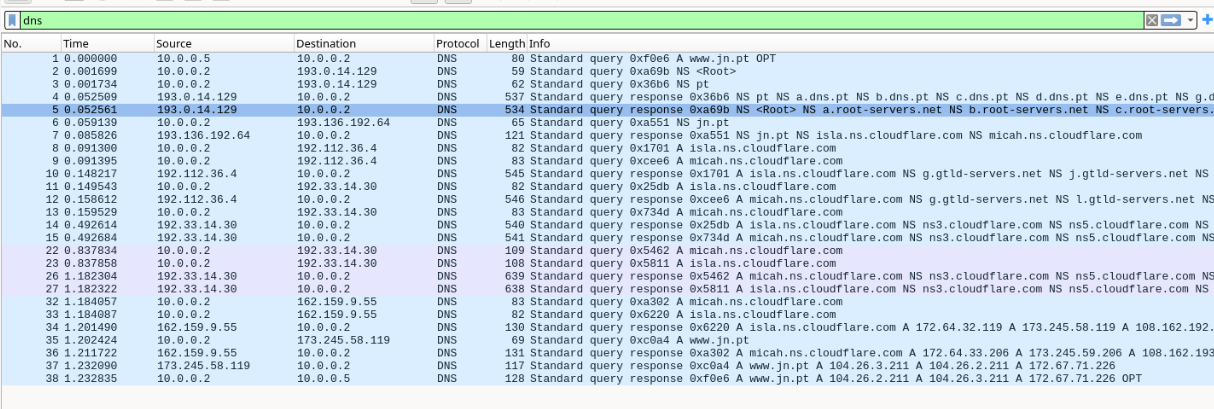 dns
No. Time Source Destination Protocol Length Info
1 0.000000 10.0.0.5 10.0.0.2 DNS 80 Standard query 0xf0e6 A www.jn.pt OPT
2 0.001699 10.0.0.2 193.0.14.129 DNS 59 Standard query 0xa69b NS <Root>
3 0.001734 10.0.0.2 193.0.14.129 DNS 62 Standard query 0x36b6 NS pt
4 0.052509 193.0.14.129 10.0.0.2 DNS 537 Standard query response 0x36b6 NS pt NS a.dns.pt NS b.dns.pt NS c.dns.pt NS d.dns.pt NS e.dns.pt NS g.d
5 0.052561 193.0.14.129 10.0.0.2 DNS 534 Standard query response 0xa69b NS <Root> NS a.root-servers.net NS b.root-servers.net NS c.root-servers.
6 0.059139 10.0.0.2 193.136.192.64 DNS 65 Standard query 0xa551 NS jn.pt
7 0.085826 193.136.192.64 10.0.0.2 DNS 121 Standard query response 0xa551 NS jn.pt NS isla.ns.cloudflare.com NS micah.ns.cloudflare.com
8 0.091300 10.0.0.2 192.112.36.4 DNS 82 Standard query 0x1701 A isla.ns.cloudflare.com
9 0.091395 10.0.0.2 192.112.36.4 DNS 83 Standard query 0xcee6 A micah.ns.cloudflare.com
10 0.148217 192.112.36.4 10.0.0.2 DNS 545 Standard query response 0x1701 A isla.ns.cloudflare.com NS g.gtld-servers.net NS j.gtld-servers.net NS
11 0.149543 10.0.0.2 192.33.14.30 DNS 82 Standard query 0x25db A isla.ns.cloudflare.com
12 0.158612 192.112.36.4 10.0.0.2 DNS 546 Standard query response 0xcee6 A micah.ns.cloudflare.com NS g.gtld-servers.net NS l.gtld-servers.net NS
13 0.159529 10.0.0.2 192.33.14.30 DNS 83 Standard query 0x734d A micah.ns.cloudflare.com
14 0.492614 192.33.14.30 10.0.0.2 DNS 540 Standard query response 0x25db A isla.ns.cloudflare.com NS ns3.cloudflare.com NS ns5.cloudflare.com NS
15 0.492684 192.33.14.30 10.0.0.2 DNS 541 Standard query response 0x734d A micah.ns.cloudflare.com NS ns3.cloudflare.com NS ns5.cloudflare.com NS
22 0.837834 10.0.0.2 192.33.14.30 DNS 109 Standard query 0x5462 A micah.ns.cloudflare.com
23 0.837858 10.0.0.2 192.33.14.30 DNS 108 Standard query 0x5811 A isla.ns.cloudflare.com
26 1.182304 192.33.14.30 10.0.0.2 DNS 639 Standard query response 0x5462 A micah.ns.cloudflare.com NS ns3.cloudflare.com NS ns5.cloudflare.com NS
27 1.182322 192.33.14.30 10.0.0.2 DNS 638 Standard query response 0x5811 A isla.ns.cloudflare.com NS ns3.cloudflare.com NS ns5.cloudflare.com NS
32 1.184057 10.0.0.2 162.159.9.55 DNS 83 Standard query 0xa302 A micah.ns.cloudflare.com
33 1.184087 10.0.0.2 162.159.9.55 DNS 82 Standard query 0x6220 A isla.ns.cloudflare.com
34 1.201490 162.159.9.55 10.0.0.2 DNS 130 Standard query response 0x6220 A isla.ns.cloudflare.com A 172.64.32.119 A 173.245.58.119 A 108.162.192.
35 1.202424 10.0.0.2 173.245.58.119 DNS 69 Standard query 0xc0a4 A www.jn.pt
36 1.211722 162.159.9.55 10.0.0.2 DNS 131 Standard query response 0xa302 A micah.ns.cloudflare.com A 172.64.33.206 A 173.245.59.206 A 108.162.193
37 1.232090 173.245.58.119 10.0.0.2 DNS 117 Standard query response 0xc0a4 A www.jn.pt A 104.26.3.211 A 104.26.2.211 A 172.67.71.226
38 1.232835 10.0.0.2 10.0.0.5 DNS 128 Standard query response 0xf0e6 A www.jn.pt A 104.26.2.211 A 104.26.3.211 A 172.67.71.226 OPT